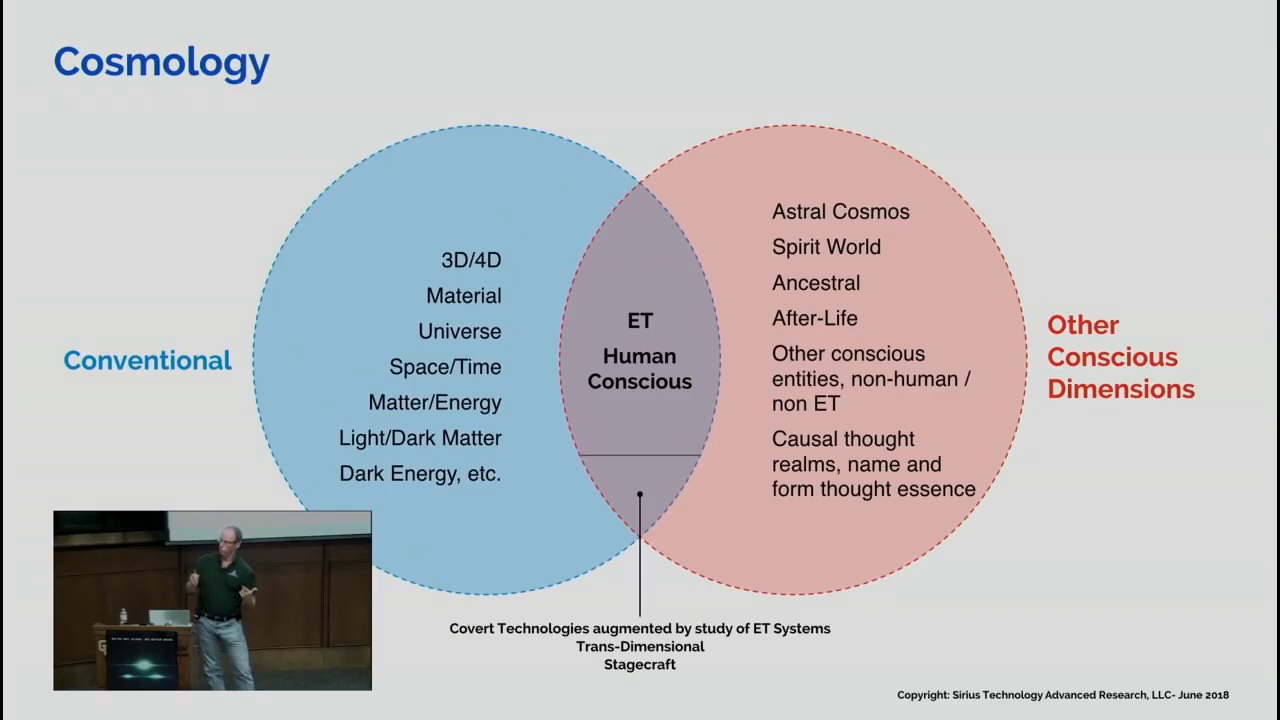 Cosmology
Conventional
3D/4D
Material
Universe
Space/Time
Matter/Energy
Light/Dark Matter
Dark Energy, etc.
ET
Human
Conscious
Astral Cosmos
Spirit World
Ancestral
After-Life
Other conscious
entities, non-human /
non ET
Causal thought
realms, name and
form thought essence
Other
Conscious
Dimensions
Covert Technologies augmented by study of ET Systems
Trans-Dimensional
Stagecraft
Copyright: Sirius Technology Advanced Research, LLC- June 2018